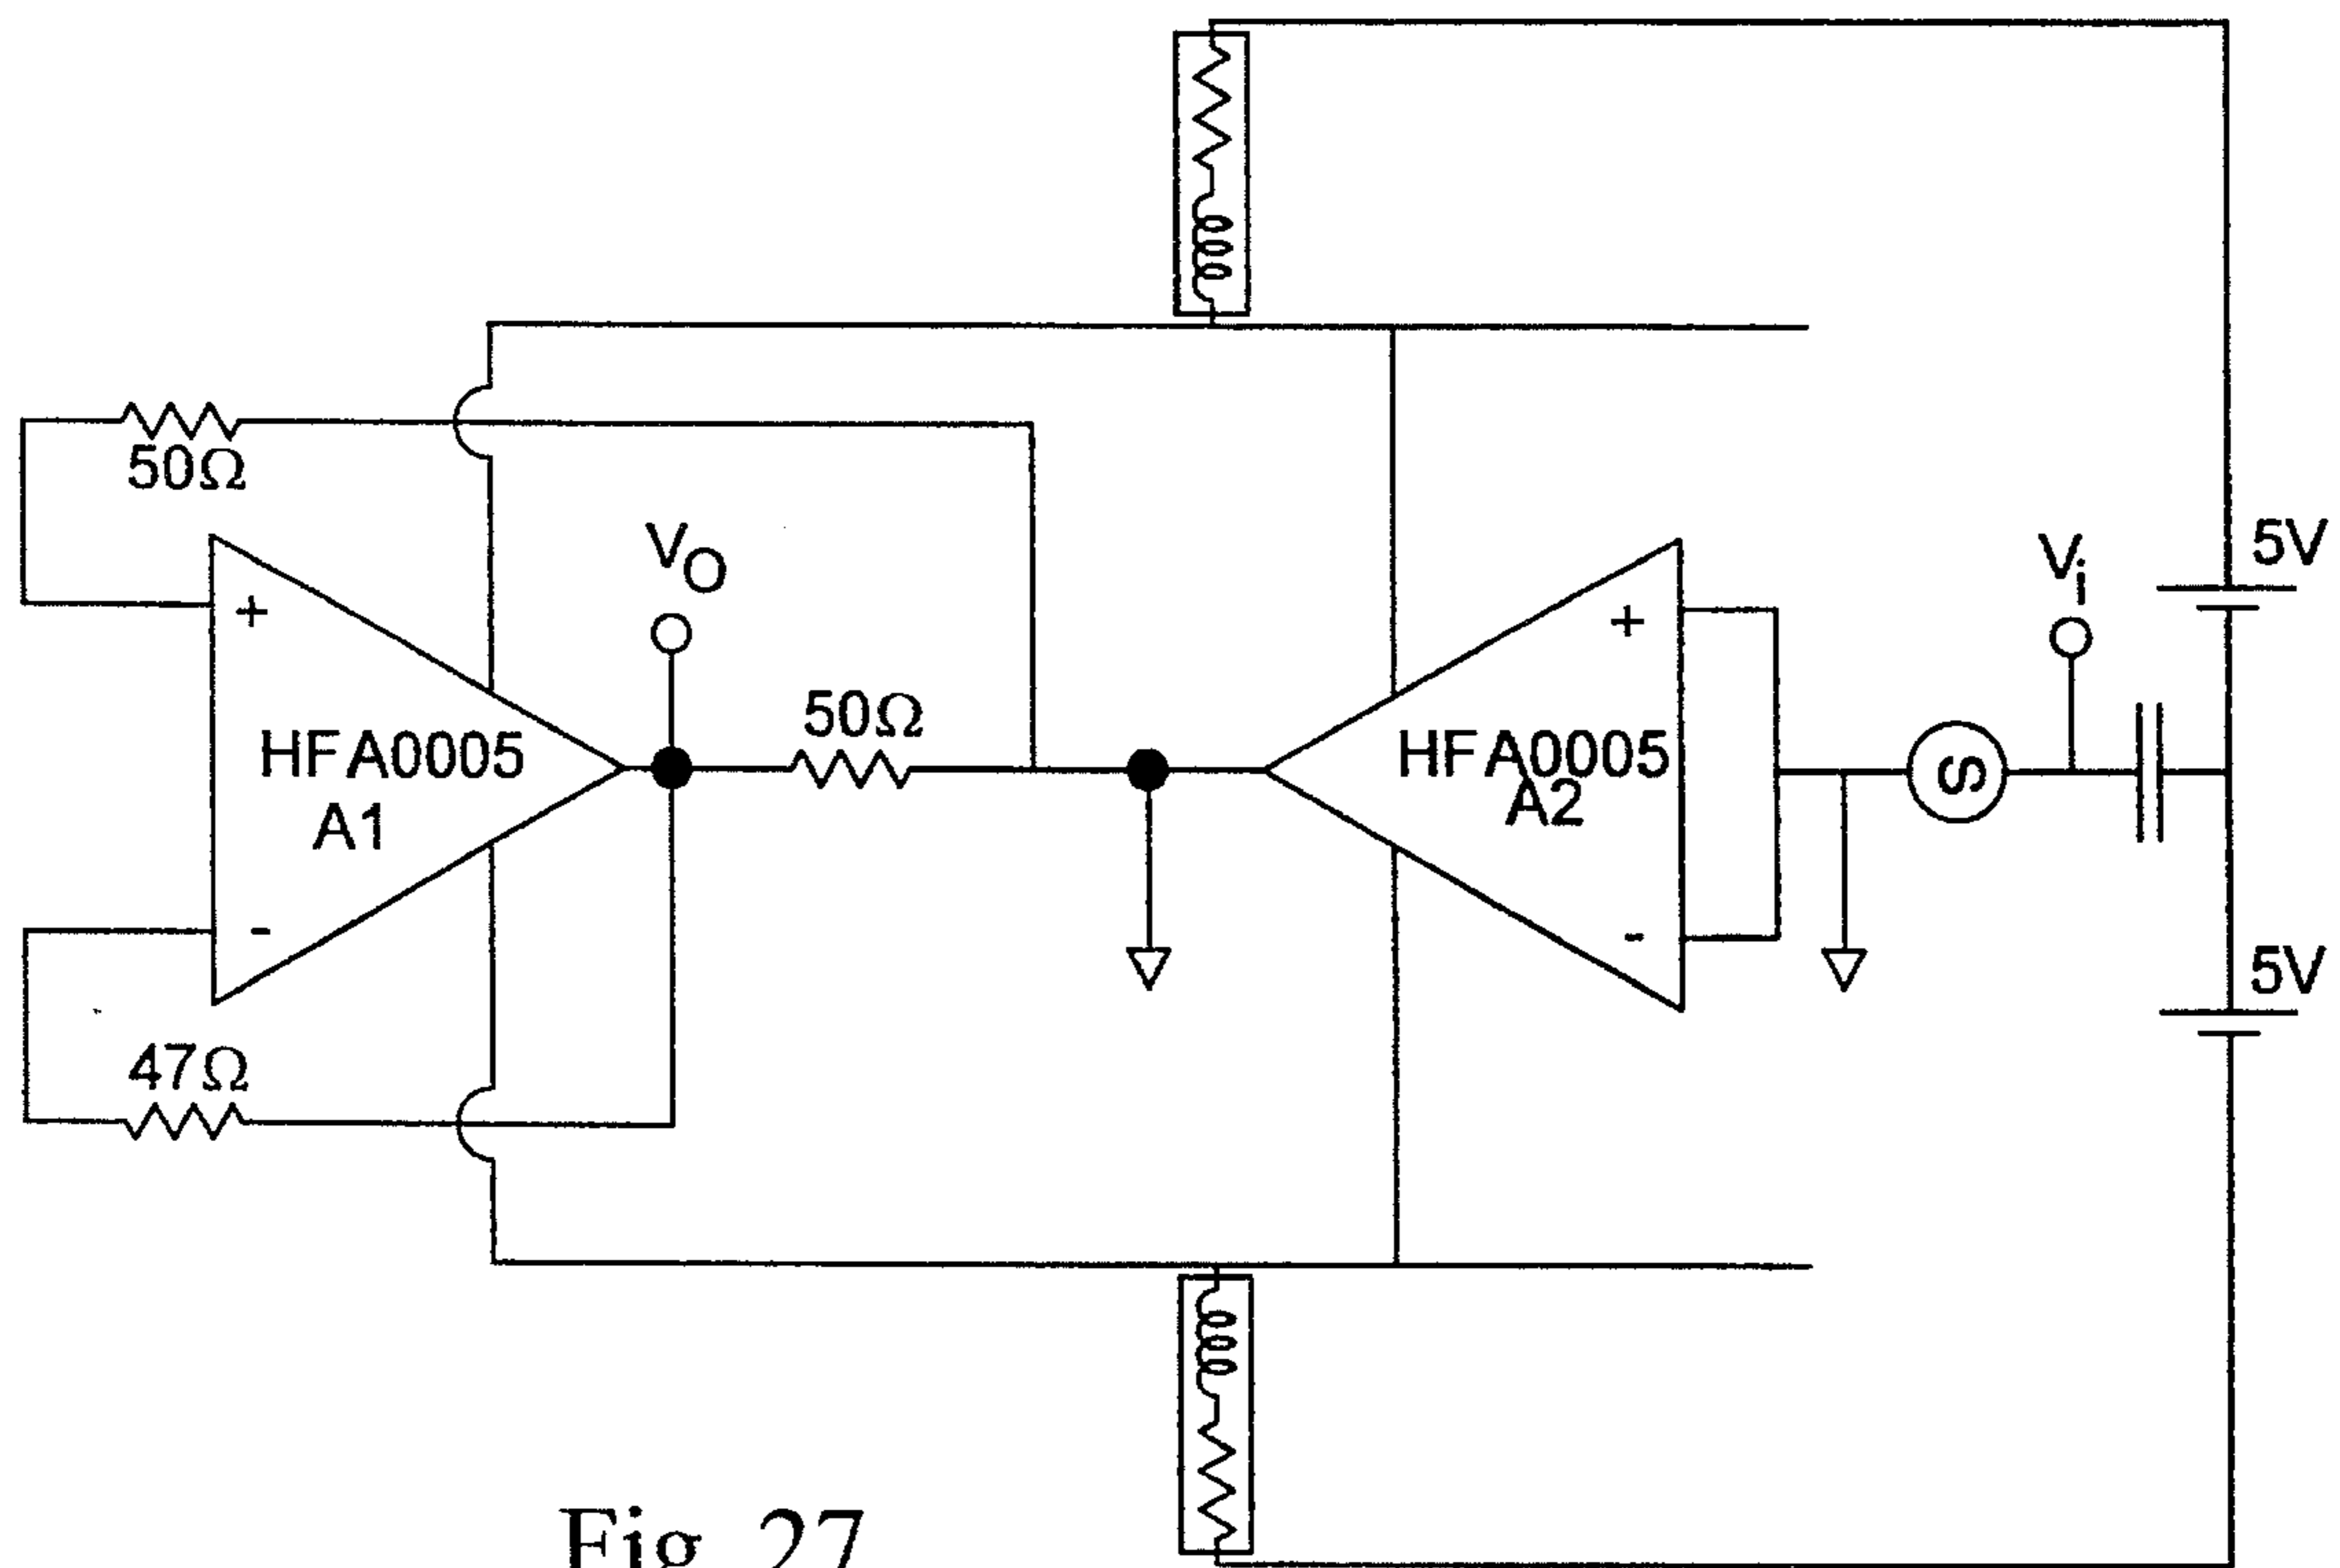 50Ω
VO
5V
Vi
+
+
50Ω
HFA0005
A1
HFA0005
A2
S
-
-
5V
47Ω
Fig. 27